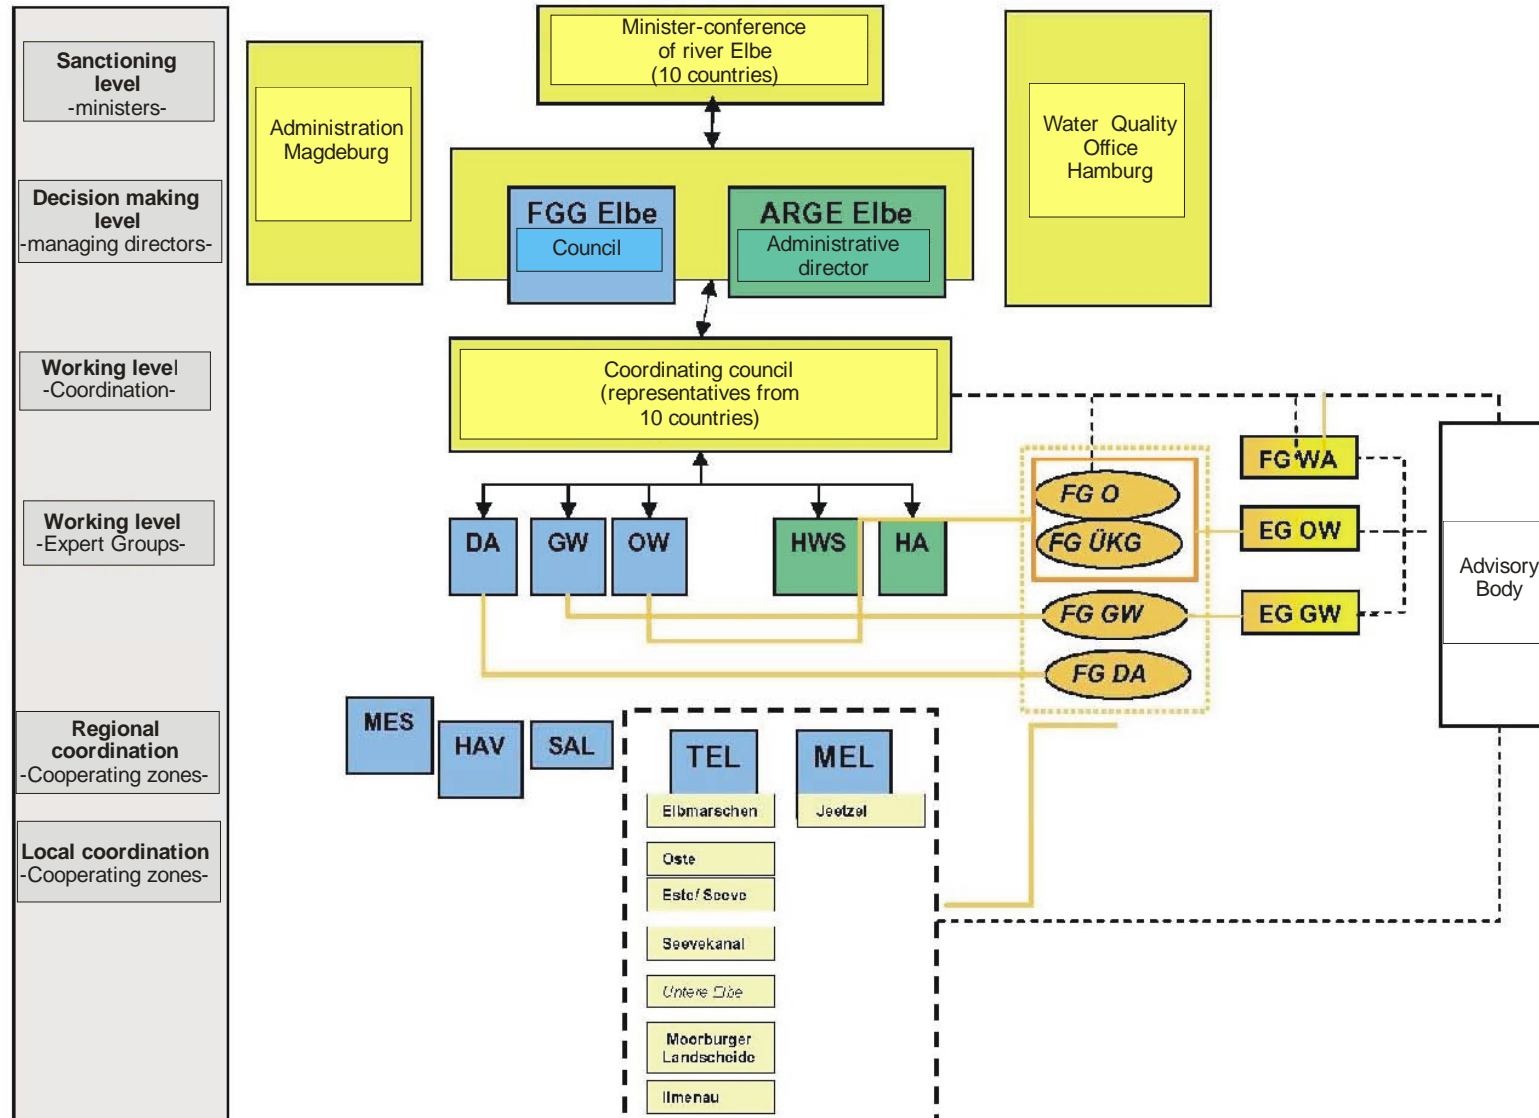 Sanctioning
level
-ministers-
Decision making
level
-managing directors-
Working level
-Coordination-
Working level
-Expert Groups-
Regional
coordination
-Cooperating zones-
Local coordination
-Cooperating zones-
Administration
Magdeburg
Minister-conference
of river Elbe
(10 countries)
Water Quality
Office
Hamburg
FGG Elbe
Council
ARGE Elbe
Administrative
director
Coordinating council
(representatives from
10 countries)
DA
GW
OW
HWS
HA
FG O
FG ÜKG
FG GW
FG DA
FG WA
EG OW
EG GW
Advisory
Body
MES
HAV
SAL
TEL
MEL
Elbmarschen
Jeetzel
Oste
Este/ Seeve
Seevekanal
Untere Elbe
Moorburger
Landscheide
Ilmenau